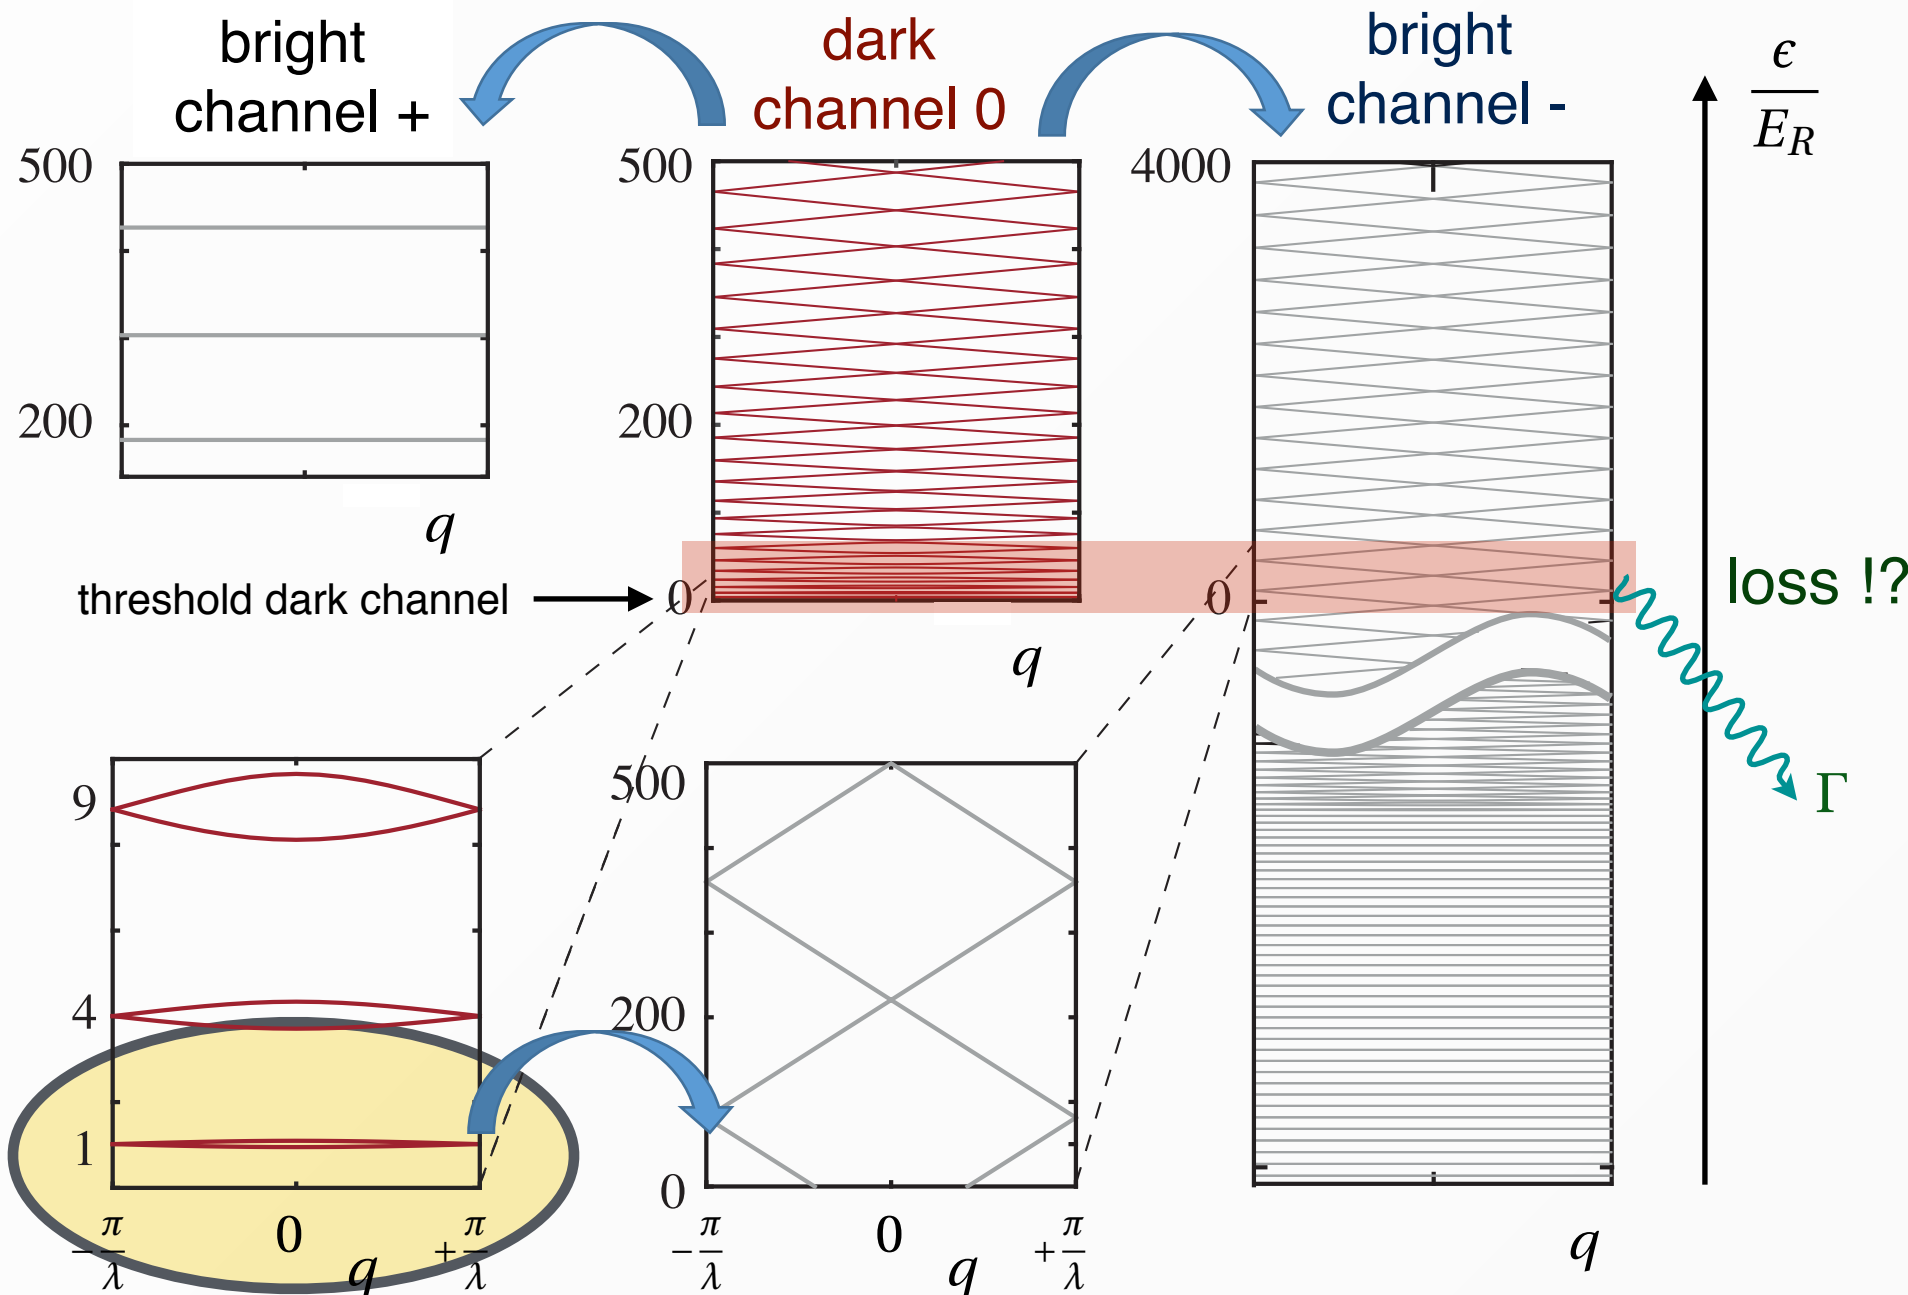 bright
channel +
dark
channel 0
bright
channel -
ϵ
E_R
500
200
q
500
200
0
q
4000
0
q
threshold dark channel
loss !?
Γ
9
4
1
−π/λ
0
+π/λ
q
500
200
0
−π/λ
0
+π/λ
q